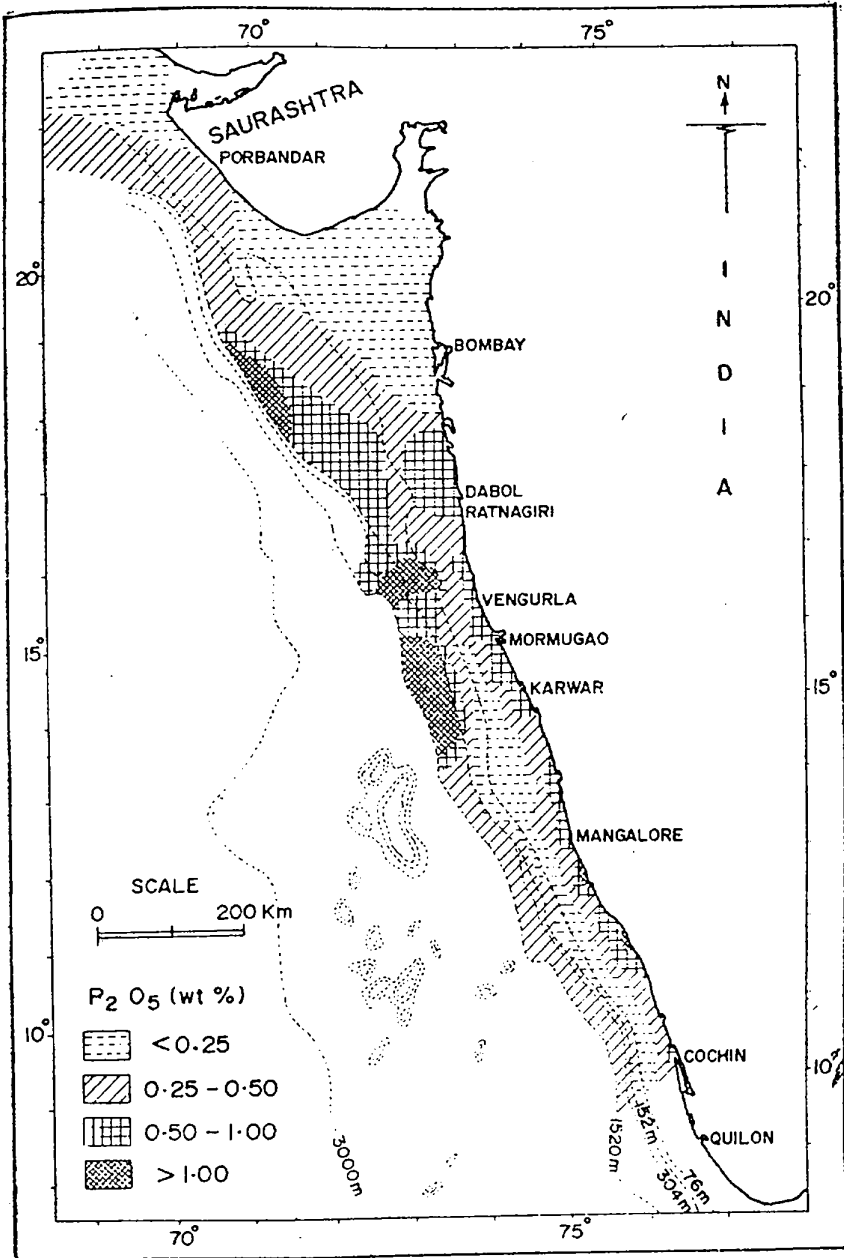 70°
75°
N
SAURASHTRA
PORBANDAR
I
N
D
I
A
20°
20°
BOMBAY
DABOL
RATNAGIRI
VENGURLA
MORMUGAO
15°
15°
KARWAR
MANGALORE
SCALE
0 200 Km
P₂O₅ (wt %)
<0.25
0.25 - 0.50
0.50 - 1.00
>1.00
10°
10°
COCHIN
QUILON
3000m
1520m
152m
304m
76m
70°
75°